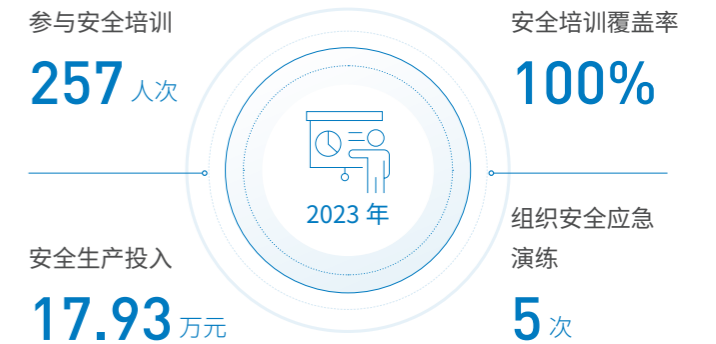 参与安全培训
257 人次
安全培训覆盖率
100%
2023 年
安全生产投入
17.93 万元
组织安全应急
演练
5 次